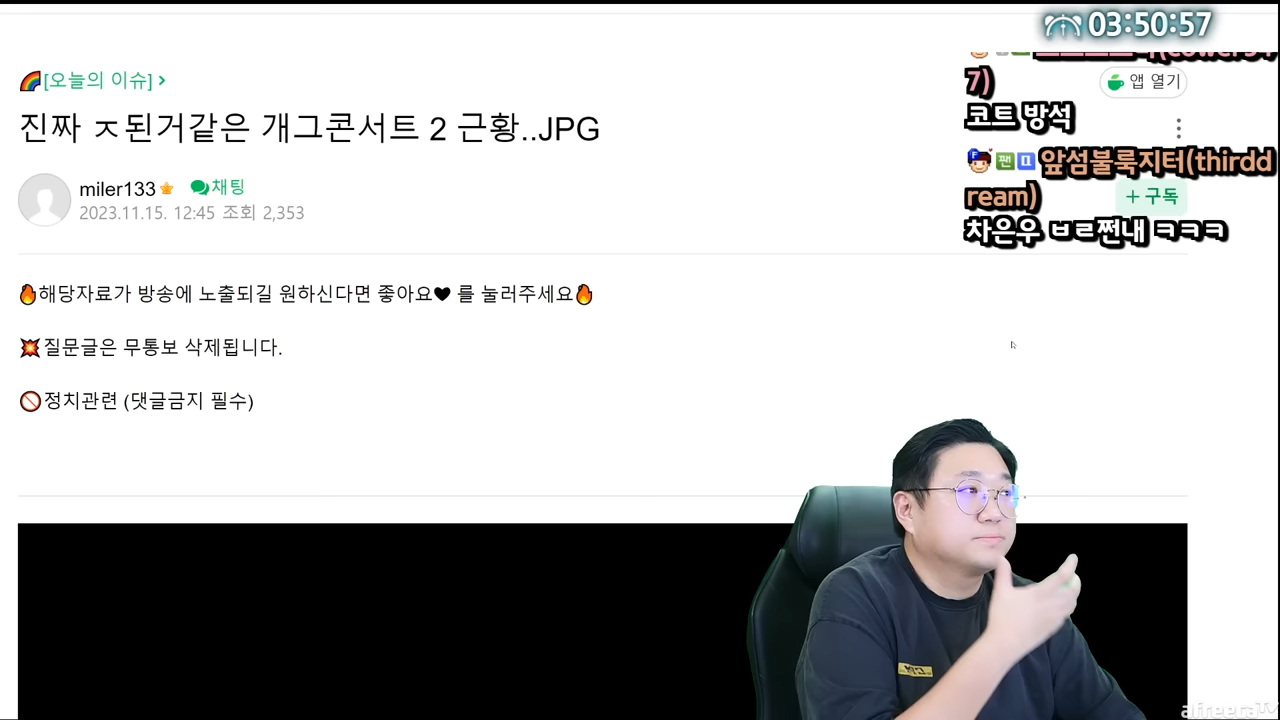 03:50:57
[오늘의 이슈]
진짜 ㅈ된거같은 개그콘서트 2 근황..JPG
miler133 채팅
2023.11.15. 12:45 조회 2,353
7)
앱 열기
코트 방석
F 팬 앞섬불룩지터(thirdd
ream)
+ 구독
차은우 ㅂㄹ쩐내 ㅋㅋㅋ
해당자료가 방송에 노출되길 원하신다면 좋아요🖤 를 눌러주세요
질문글은 무통보 삭제됩니다.
정치관련 (댓글금지 필수)
afreecaTV